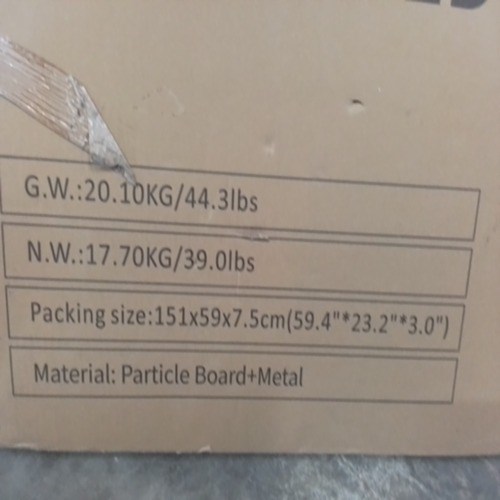 G.W.:20.10KG/44.3lbs
N.W.:17.70KG/39.0lbs
Packing size:151x59x7.5cm(59.4"*23.2"*3.0")
Material: Particle Board+Metal